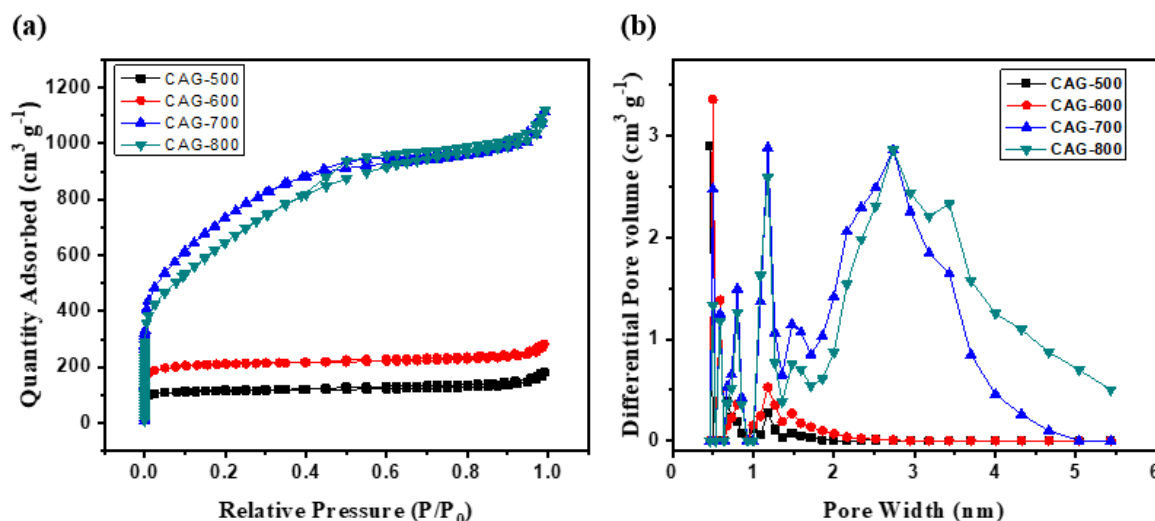 (a)
(b)
CAG-500
CAG-600
CAG-700
CAG-800
Quantity Adsorbed (cm³ g⁻¹)
1200
1000
800
600
400
200
0
0.0 0.2 0.4 0.6 0.8 1.0
Relative Pressure (P/P₀)
CAG-500
CAG-600
CAG-700
CAG-800
Differential Pore volume (cm³ g⁻¹)
3
2
1
0
0 1 2 3 4 5 6
Pore Width (nm)